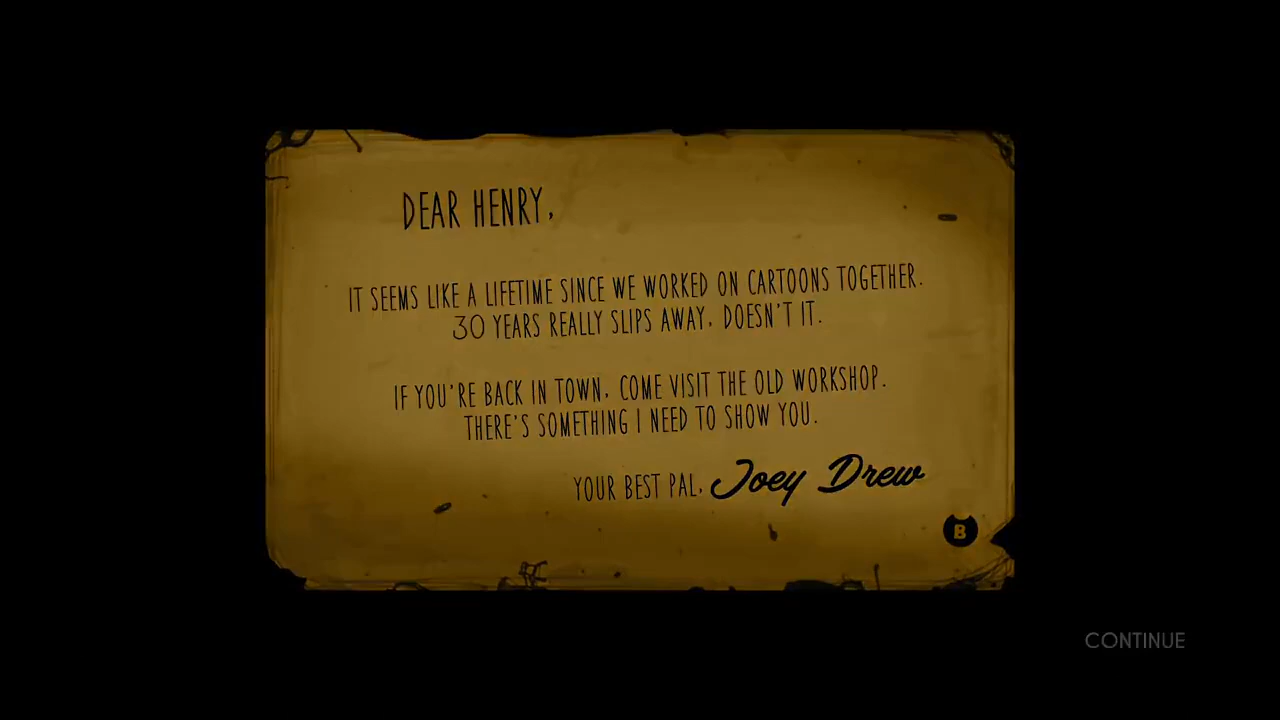 DEAR HENRY,
IT SEEMS LIKE A LIFETIME SINCE WE WORKED ON CARTOONS TOGETHER.
30 YEARS REALLY SLIPS AWAY, DOESN'T IT.
IF YOU'RE BACK IN TOWN, COME VISIT THE OLD WORKSHOP.
THERE'S SOMETHING I NEED TO SHOW YOU.
YOUR BEST PAL, Joey Drew
B
CONTINUE